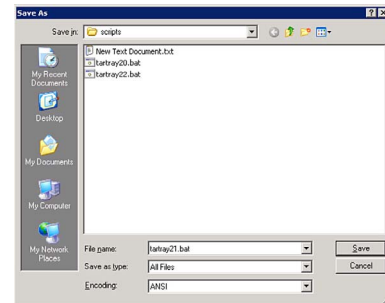 Save As
Save in:
scripts
New Text Document.txt
tartray20.bat
tartray22.bat
My Recent
Documents
Desktop
My Documents
My Computer
My Network
Places
File name:
tartray21.bat
Save
Save as type:
All Files
Cancel
Encoding:
ANSI